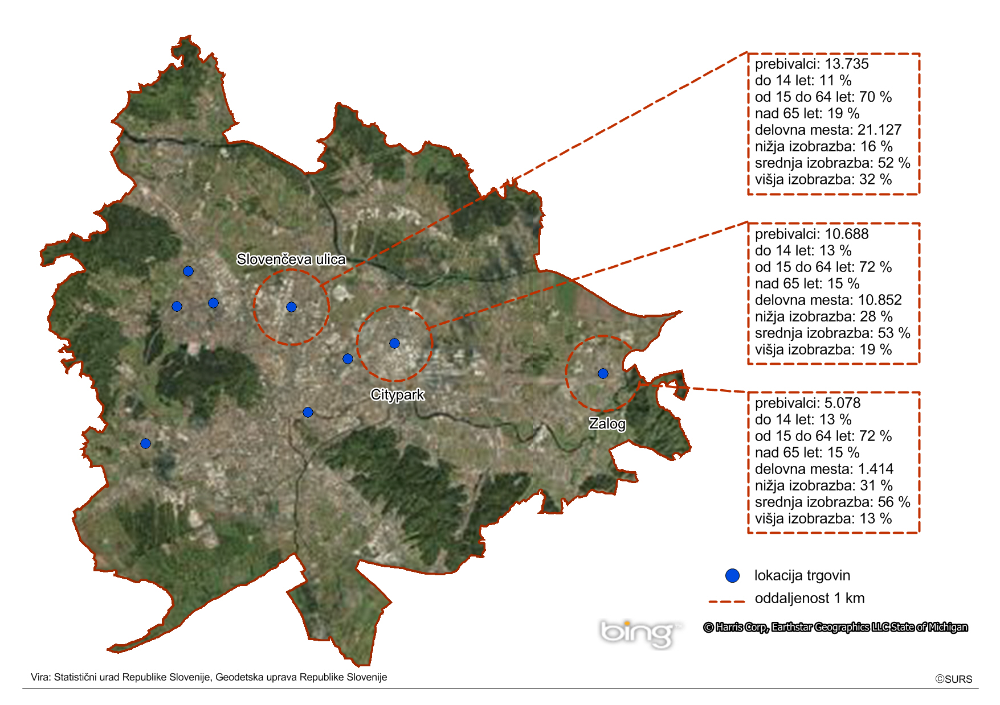 prebivalci: 13.735
do 14 let: 11 %
od 15 do 64 let: 70 %
nad 65 let: 19 %
delovna mesta: 21.127
nižja izobrazba: 16 %
srednja izobrazba: 52 %
višja izobrazba: 32 %
prebivalci: 10.688
do 14 let: 13 %
od 15 do 64 let: 72 %
nad 65 let: 15 %
delovna mesta: 10.852
nižja izobrazba: 28 %
srednja izobrazba: 53 %
višja izobrazba: 19 %
Slovenčeva ulica
Citypark
Zalog
prebivalci: 5.078
do 14 let: 13 %
od 15 do 64 let: 72 %
nad 65 let: 15 %
delovna mesta: 1.414
nižja izobrazba: 31 %
srednja izobrazba: 56 %
višja izobrazba: 13 %
lokacija trgovin
oddaljenost 1 km
bing™
© Harris Corp, Earthstar Geographics LLC State of Michigan
Vira: Statistični urad Republike Slovenije, Geodetska uprava Republike Slovenije
©SURS